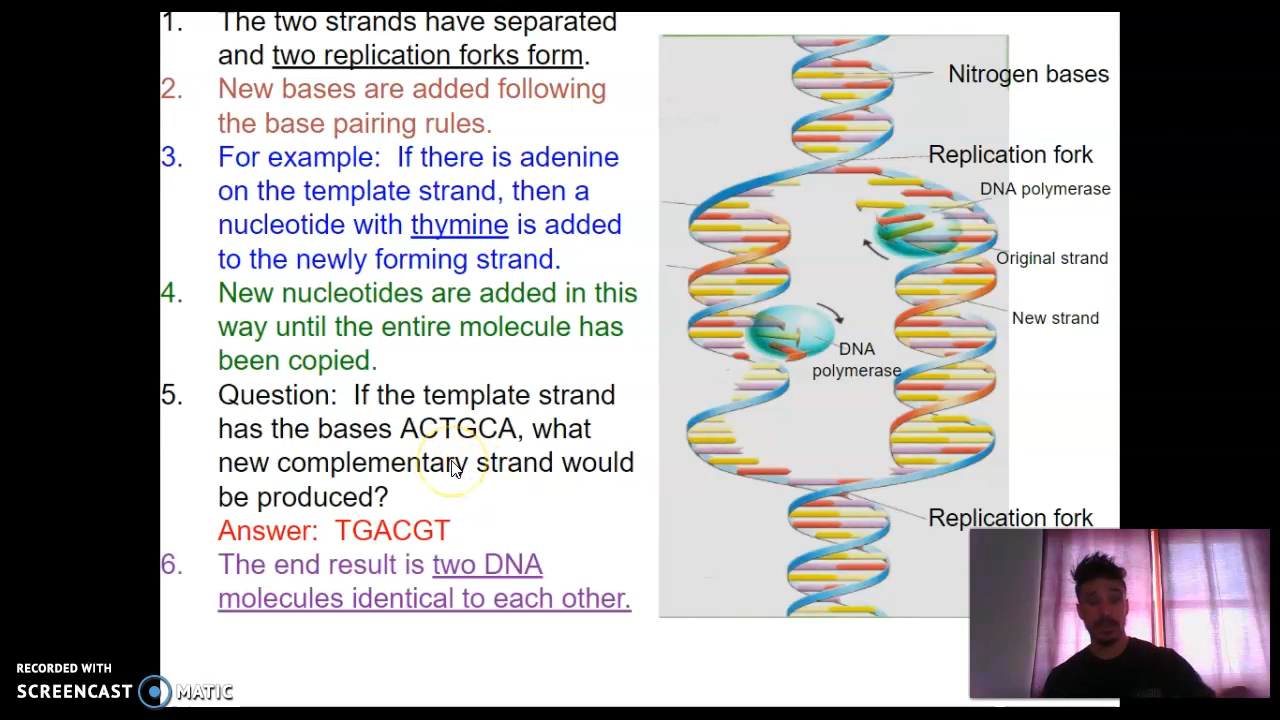 1. The two strands have separated
and two replication forks form.
2. New bases are added following
the base pairing rules.
3. For example: If there is adenine
on the template strand, then a
nucleotide with thymine is added
to the newly forming strand.
4. New nucleotides are added in this
way until the entire molecule has
been copied.
5. Question: If the template strand
has the bases ACTGCA, what
new complementary strand would
be produced?
Answer: TGACGT
6. The end result is two DNA
molecules identical to each other.
Nitrogen bases
Replication fork
DNA polymerase
Original strand
New strand
DNA
polymerase
Replication fork
RECORDED WITH
SCREENCAST MATIC